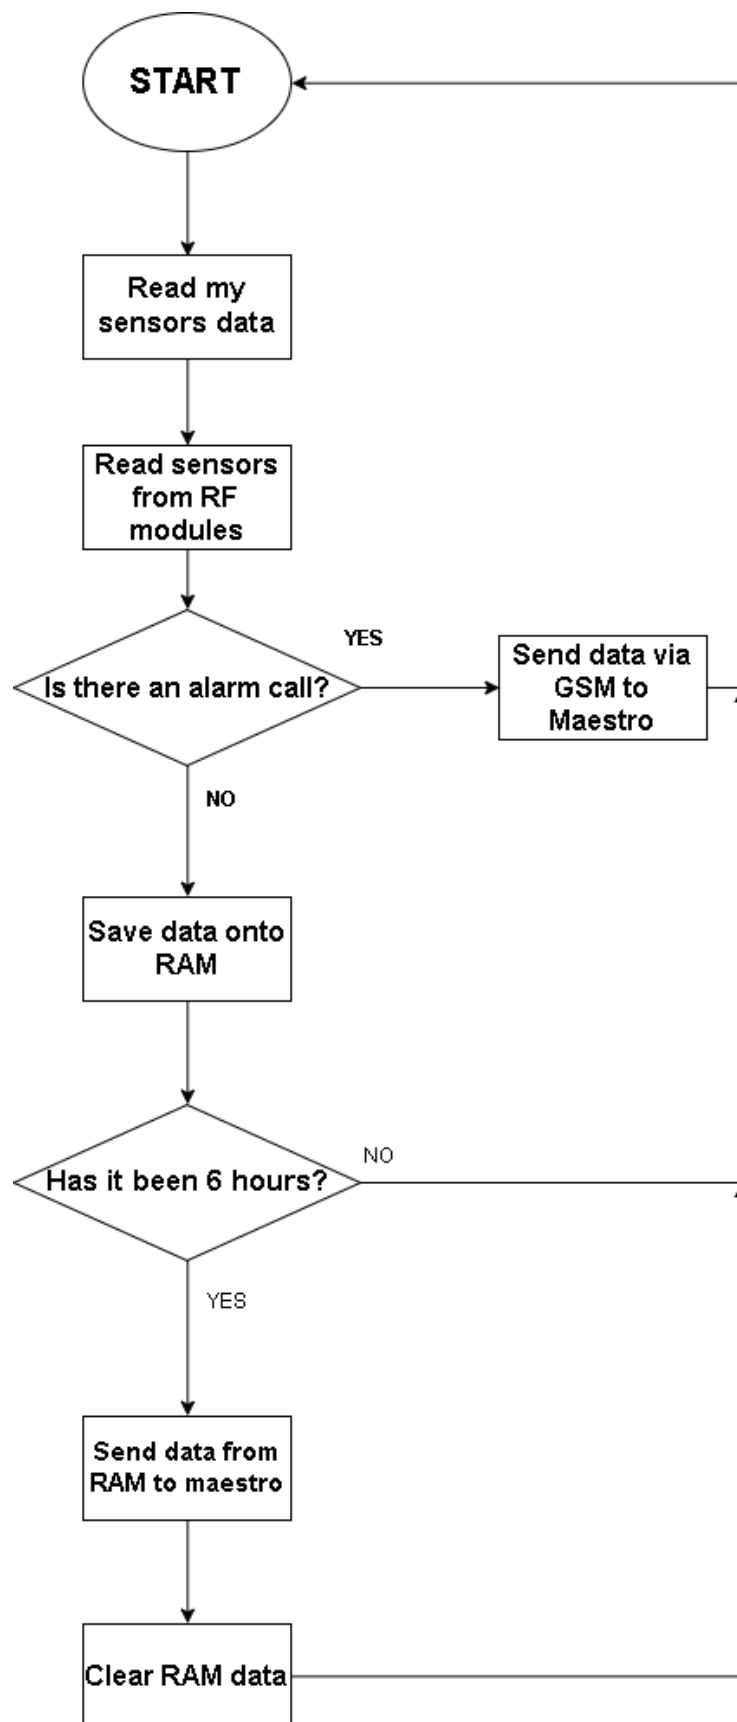 START
Read my
sensors data
Read sensors
from RF
modules
Is there an alarm call?
YES
Send data via
GSM to
Maestro
NO
Save data onto
RAM
Has it been 6 hours?
NO
YES
Send data from
RAM to maestro
Clear RAM data